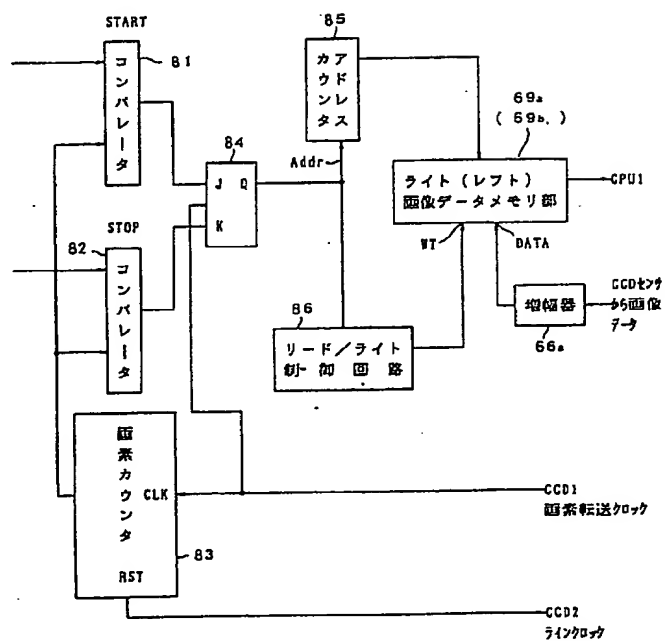 START
81
コンパレータ
85
アドレス
カウンタ
69a
(69b,)
84
J Q
K
Addr
ライト(レフト)
画像データメモリ部
CPU1
STOP
82
コンパレータ
WT
DATA
86
リード/ライト
制御回路
増幅器
66a
CCDセンサ
から画像
データ
画素カウンタ
CLK
83
RST
CCD1
画素転送クロック
CCD2
ラインクロック